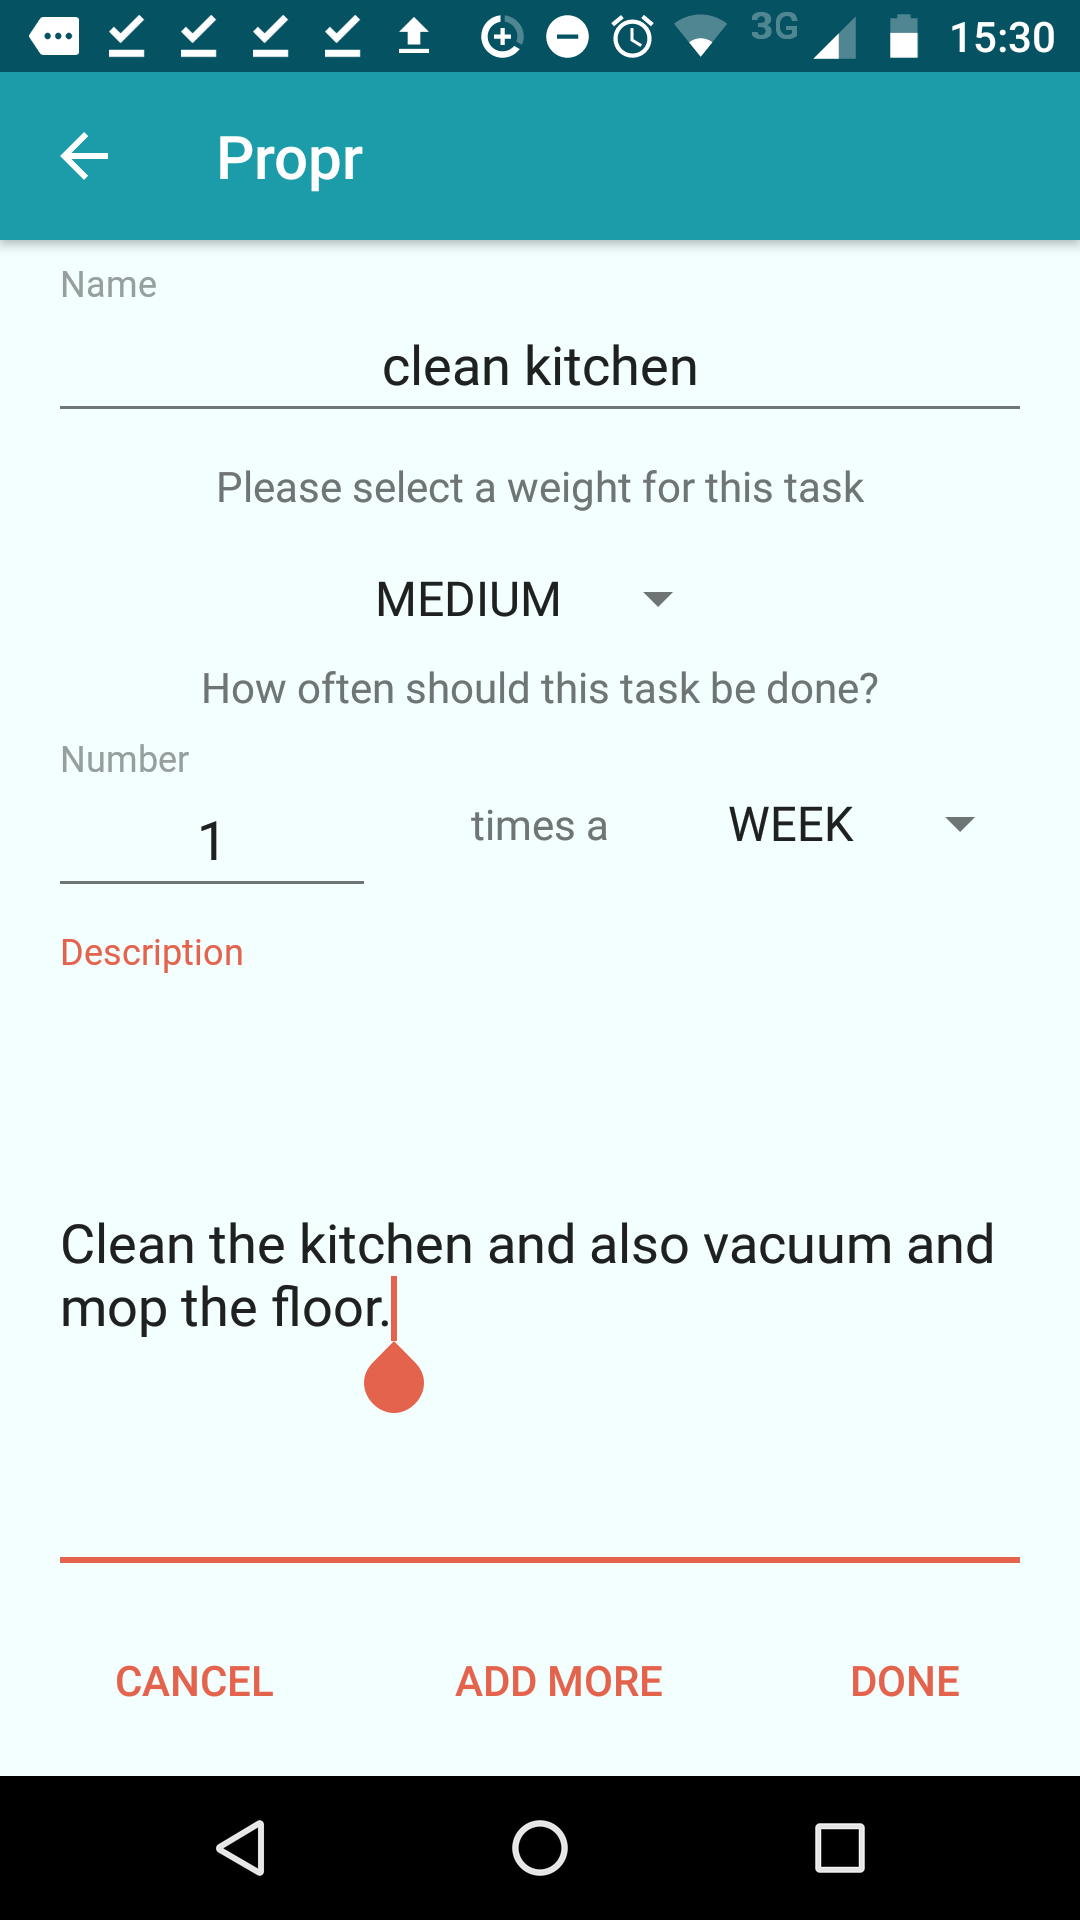 3G 15:30
Propr
Name
clean kitchen
Please select a weight for this task
MEDIUM
How often should this task be done?
Number
1 times a WEEK
Description
Clean the kitchen and also vacuum and
mop the floor.
CANCEL ADD MORE DONE